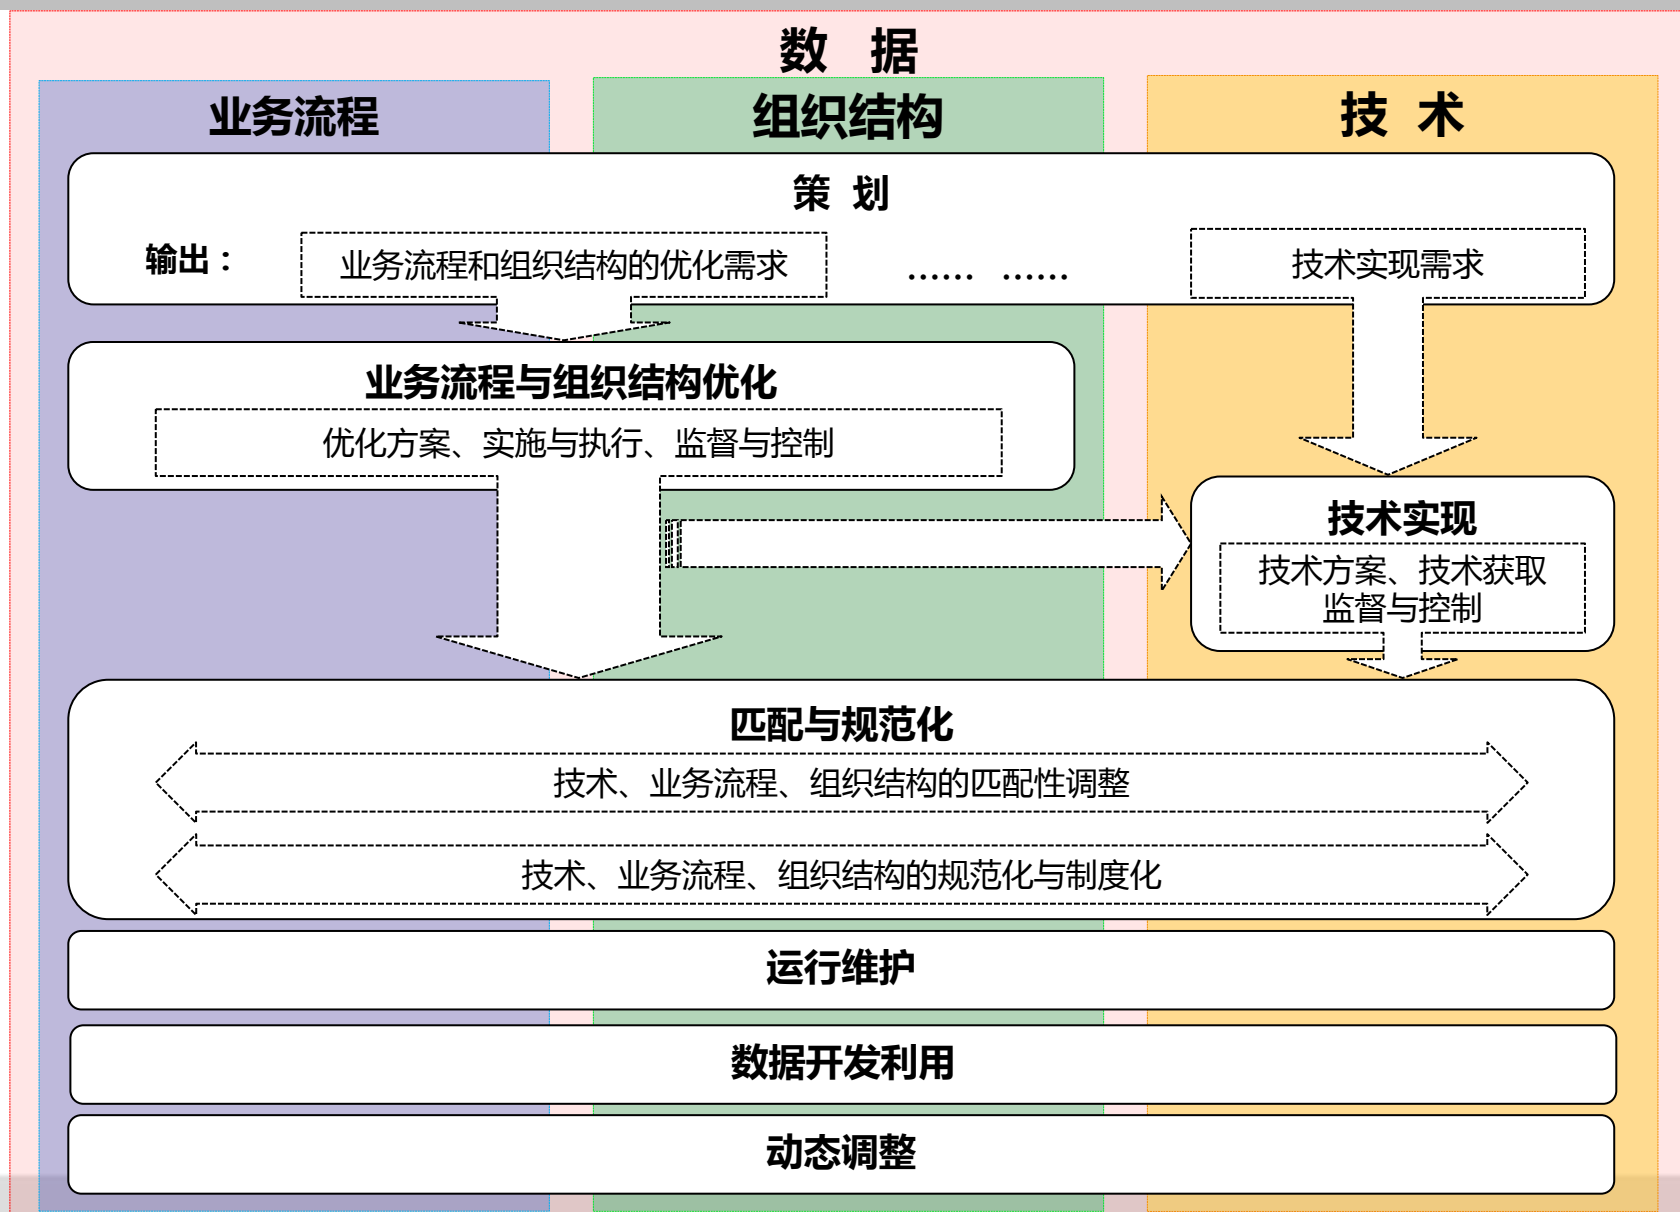 数 据
业务流程
组织结构
技 术
策 划
输出：
业务流程和组织结构的优化需求
…… ……
技术实现需求
业务流程与组织结构优化
优化方案、实施与执行、监督与控制
技术实现
技术方案、技术获取
监督与控制
匹配与规范化
技术、业务流程、组织结构的匹配性调整
技术、业务流程、组织结构的规范化与制度化
运行维护
数据开发利用
动态调整